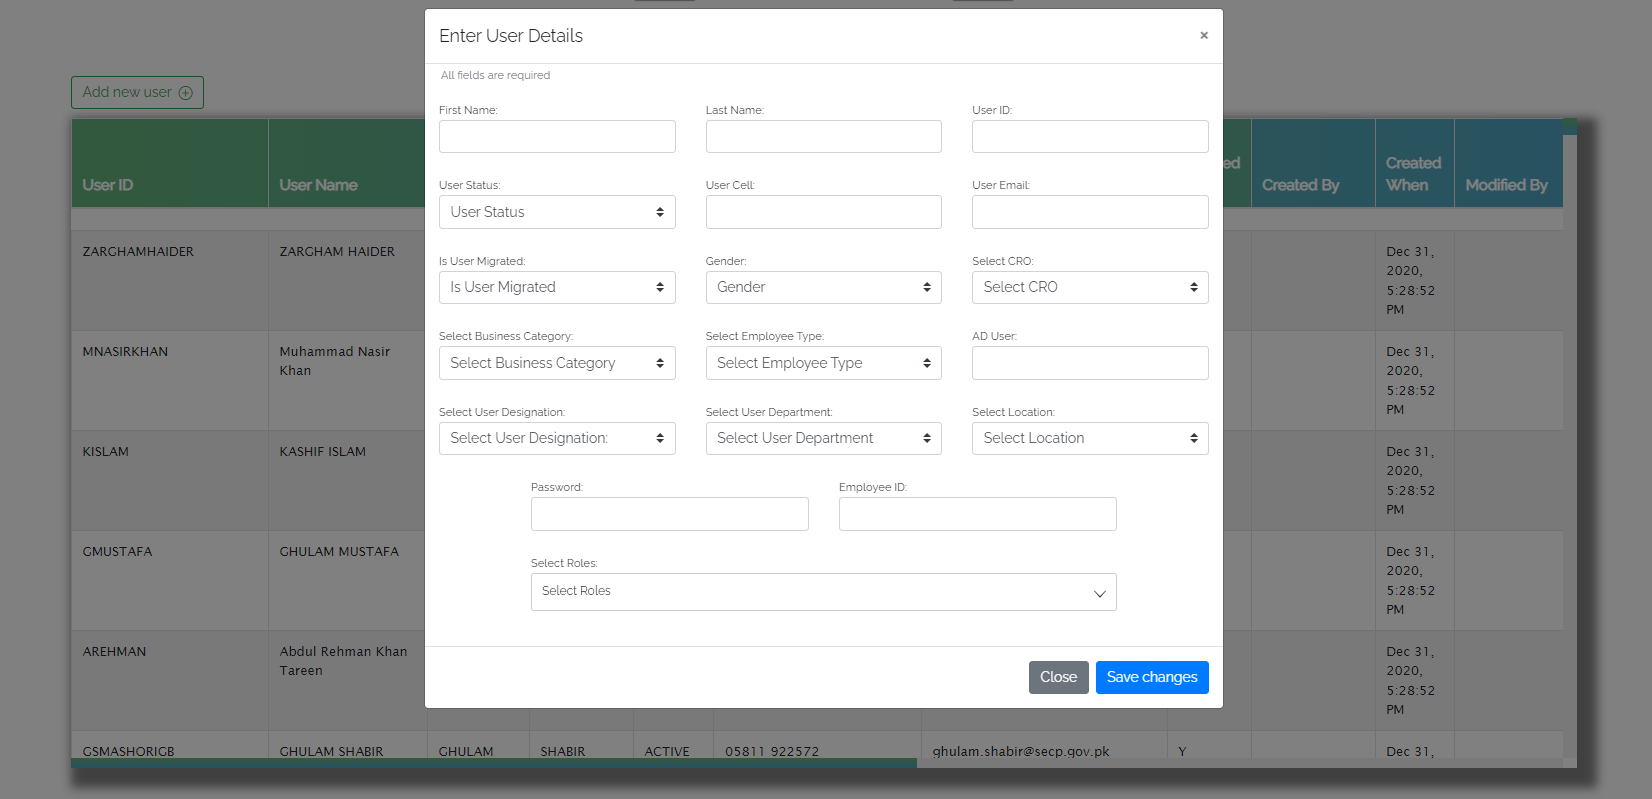 Enter User Details
×
All fields are required
Add new user
First Name:
Last Name:
User ID:
User Status:
User Cell:
User Email:
User Status
Is User Migrated:
Gender:
Select CRO:
Is User Migrated
Gender
Select CRO
Select Business Category:
Select Employee Type:
AD User:
Select Business Category
Select Employee Type
Select User Designation:
Select User Department:
Select Location:
Select User Designation:
Select User Department
Select Location
Password:
Employee ID:
Select Roles:
Select Roles
Close
Save changes
User ID
User Name
ed
Created By
Created
When
Modified By
ZARGHAMHAIDER
ZARGHAM HAIDER
Dec 31,
2020,
5:28:52
PM
MNASIRKHAN
Muhammad Nasir
Khan
Dec 31,
2020,
5:28:52
PM
KISLAM
KASHIF ISLAM
Dec 31,
2020,
5:28:52
PM
GMUSTAFA
GHULAM MUSTAFA
Dec 31,
2020,
5:28:52
PM
AREHMAN
Abdul Rehman Khan
Tareen
Dec 31,
2020,
5:28:52
PM
GSMASHORIGB
GHULAM SHABIR
GHULAM
SHABIR
ACTIVE
05811 922572
ghulam.shabir@secp.gov.pk
Y
Dec 31,